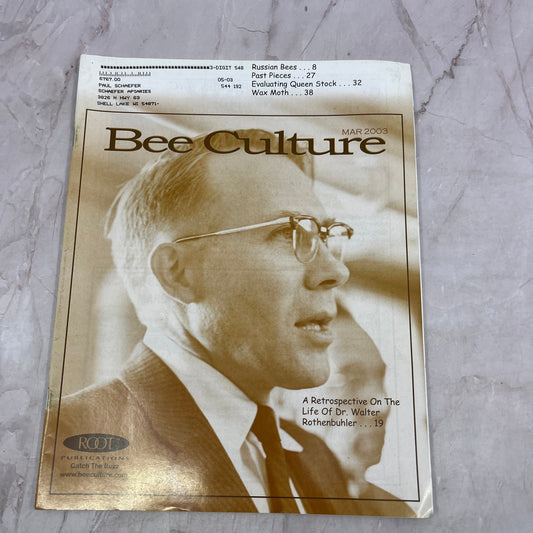 3-DIGIT 548
6767.00 05-03
PAUL SCHAEFER 544 192
SCHAEFER APIARIES
SHELL LAKE WI 54871-
Russian Bees . . . 8
Past Pieces . . . 27
Evaluating Queen Stock . . . 32
Wax Moth . . . 38
MAR 2003
Bee Culture
A Retrospective On The
Life Of Dr. Walter
Rothenbuhler . . . 19
ROOT
PUBLICATIONS
Catch The Buzz
www.beeculture.com